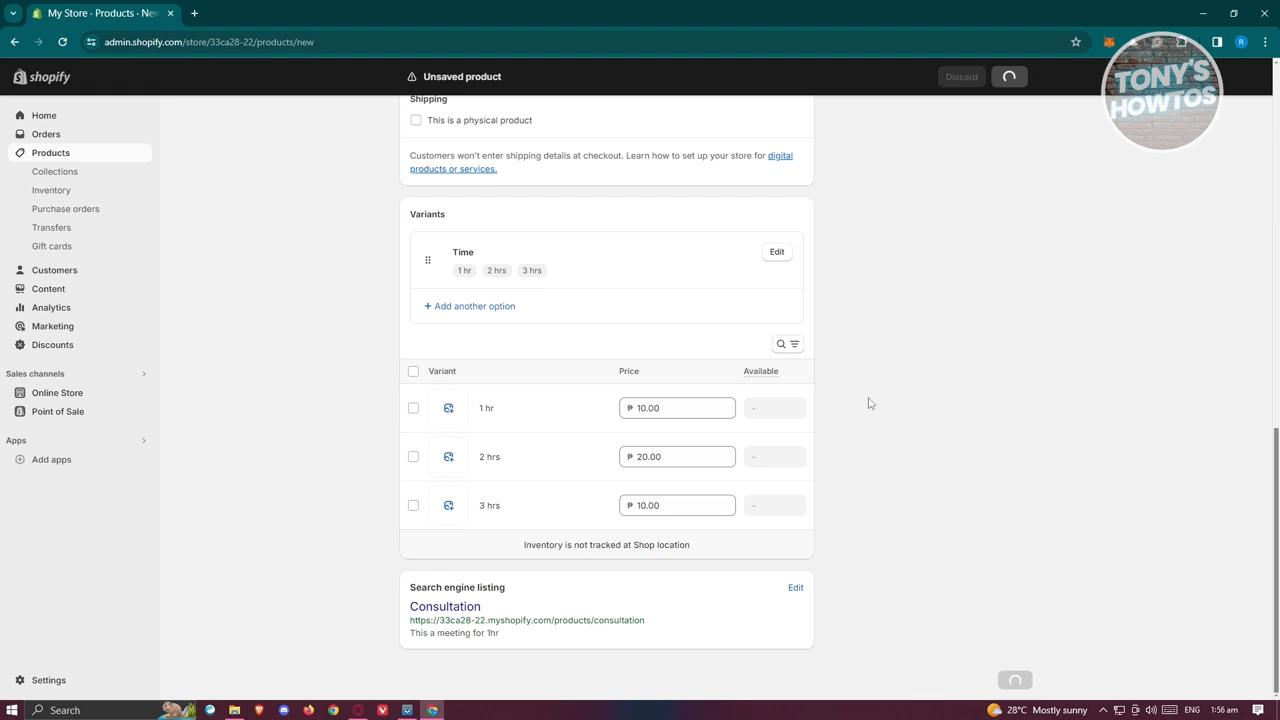 My Store · Products · New
admin.shopify.com/store/33ca28-22/products/new
R
shopify
Unsaved product
Discard
TONY'S
HOWTOS
Home
Orders
Products
Collections
Inventory
Purchase orders
Transfers
Gift cards
Customers
Content
Analytics
Marketing
Discounts
Sales channels
Online Store
Point of Sale
Apps
Add apps
Settings
Shipping
This is a physical product
Customers won't enter shipping details at checkout. Learn how to set up your store for digital
products or services.
Variants
Time
Edit
1 hr 2 hrs 3 hrs
+ Add another option
Variant Price Available
1 hr ₱ 10.00 -
2 hrs ₱ 20.00 -
3 hrs ₱ 10.00 -
Inventory is not tracked at Shop location
Search engine listing Edit
Consultation
https://33ca28-22.myshopify.com/products/consultation
This a meeting for 1hr
Search
28°C Mostly sunny
ENG
1:56 am